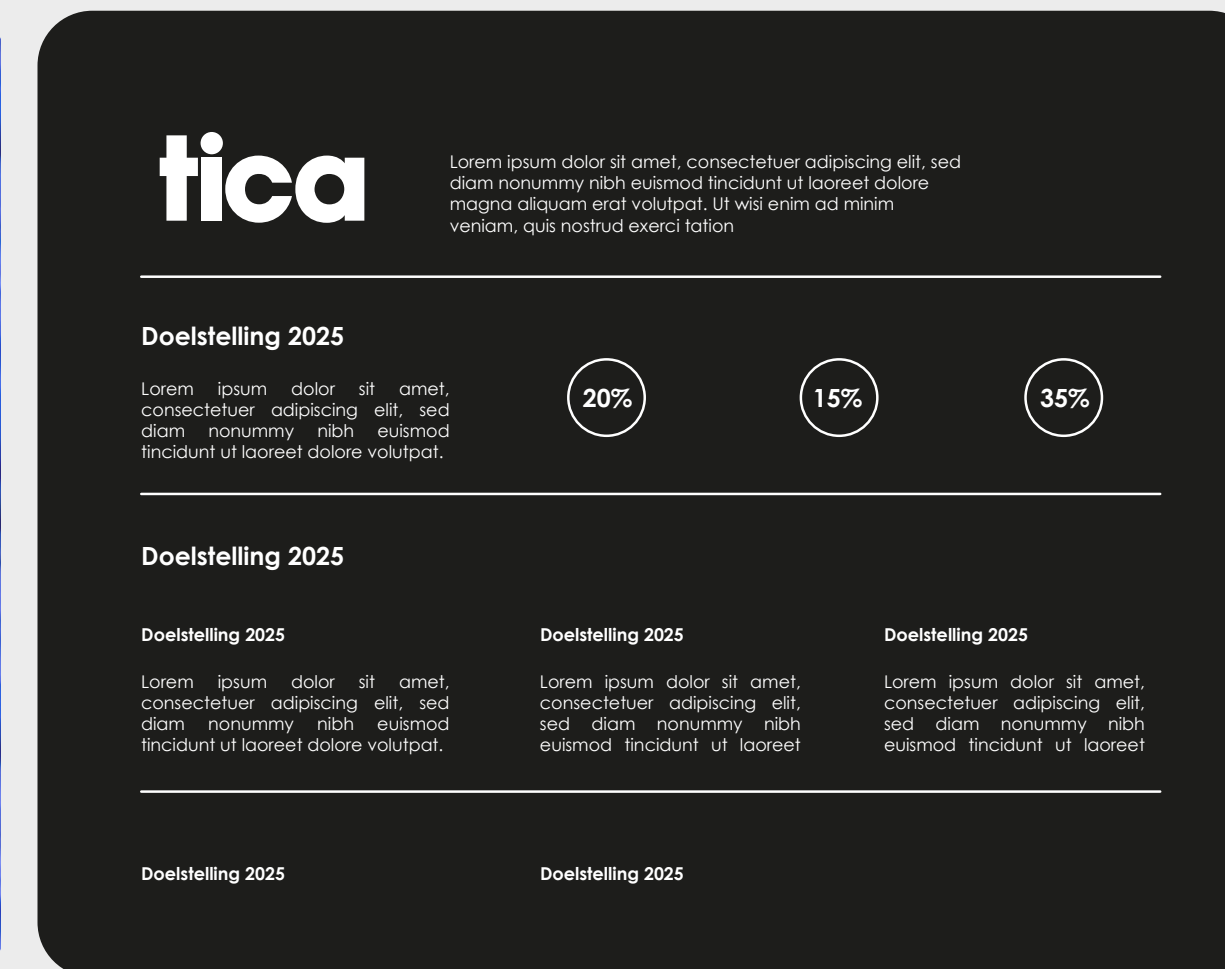 tica
Lorem ipsum dolor sit amet, consectetuer adipiscing elit, sed
diam nonummy nibh euismod tincidunt ut laoreet dolore
magna aliquam erat volutpat. Ut wisi enim ad minim
veniam, quis nostrud exerci tation
Doelstelling 2025
Lorem ipsum dolor sit amet,
consectetuer adipiscing elit, sed
diam nonummy nibh euismod
tincidunt ut laoreet dolore volutpat.
20%
15%
35%
Doelstelling 2025
Doelstelling 2025
Lorem ipsum dolor sit amet,
consectetuer adipiscing elit, sed
diam nonummy nibh euismod
tincidunt ut laoreet dolore volutpat.
Doelstelling 2025
Lorem ipsum dolor sit amet,
consectetuer adipiscing elit,
sed diam nonummy nibh
euismod tincidunt ut laoreet
Doelstelling 2025
Lorem ipsum dolor sit amet,
consectetuer adipiscing elit,
sed diam nonummy nibh
euismod tincidunt ut laoreet
Doelstelling 2025
Doelstelling 2025